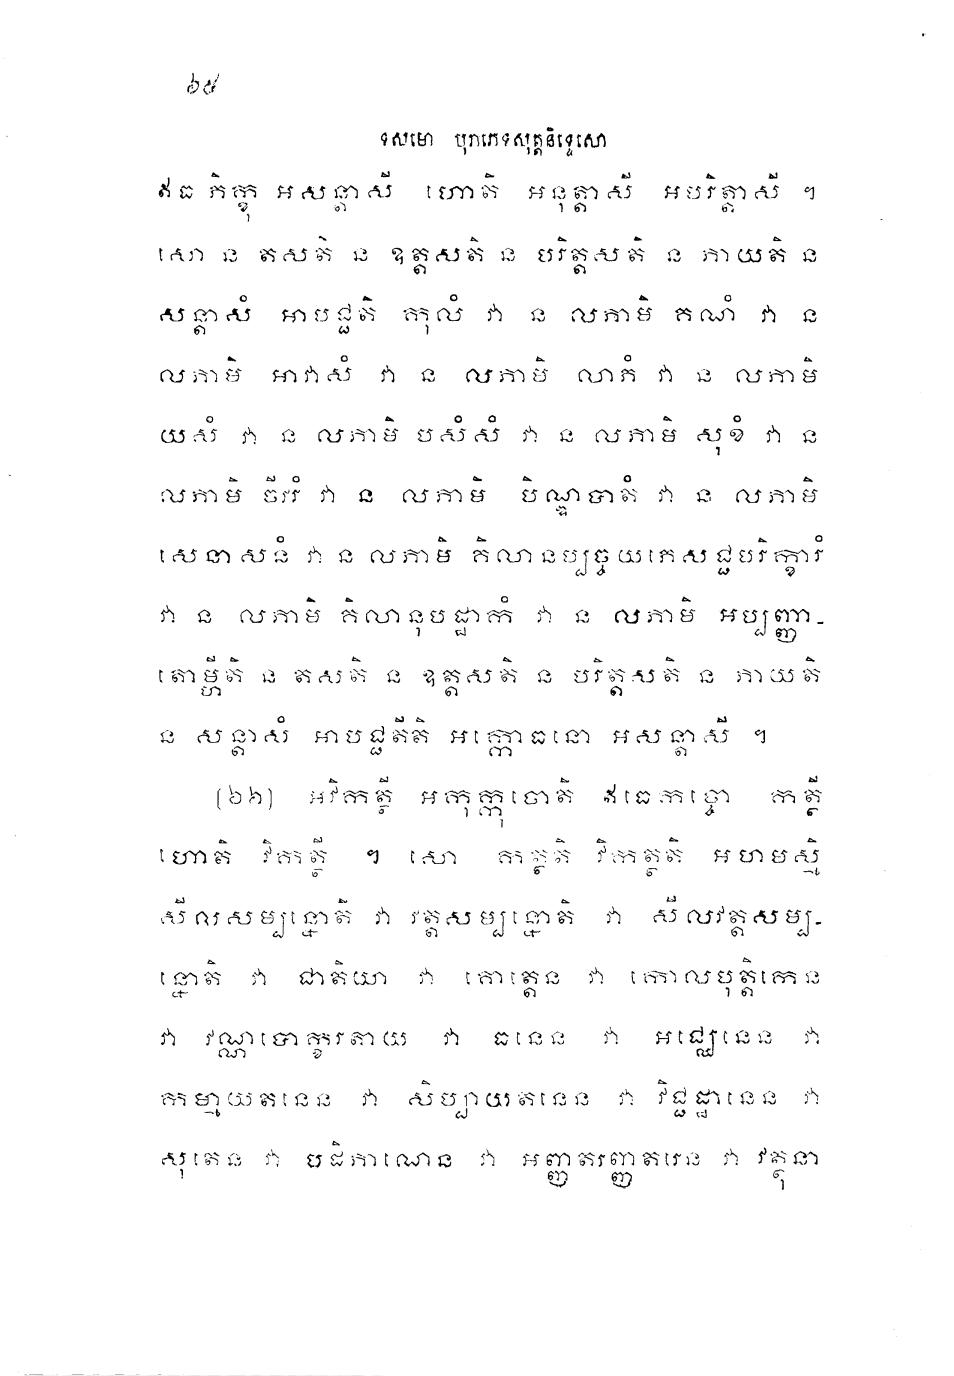 ៦៥
ទសមោ បុរាភេទសុត្តនិទ្ទេសោ
ឥធ ភិក្ខុ អសន្តាសី ហោតិ អនុត្តាសី អបរិត្តាសី ។
សោ ន តសតិ ន ឧត្តសតិ ន បរិត្តសតិ ន ភាយតិ ន
សន្តាសំ អាបជ្ជតិ កុលំ វា ន លភាមិ គណំ វា ន
លភាមិ អាវាសំ វា ន លភាមិ លាភំ វា ន លភាមិ
យសំ វា ន លភាមិ បសំសំ វា ន លភាមិ សុខំ វា ន
លភាមិ ចីវរំ វា ន លភាមិ បិណ្ឌបាតំ វា ន លភាមិ
សេនាសនំ វា ន លភាមិ គិលានប្បច្ចយភេសជ្ជបរិក្ខារំ
វា ន លភាមិ គិលានុបដ្ឋាកំ វា ន លភាមិ អប្បញ្ញា-
តោម្ហីតិ ន តសតិ ន ឧត្តសតិ ន បរិត្តសតិ ន ភាយតិ
ន សន្តាសំ អាបជ្ជតីតិ អក្កោធនោ អសន្តាសី ។
(៦៦) អវិកត្ថី អកុក្កុចោតិ ឥធេកច្ចោ កត្ថី
ហោតិ វិកត្ថី ។ សោ កត្ថតិ វិកត្ថតិ អហមស្មិ
សីលសម្បន្នោតិ វា វត្តសម្បន្នោតិ វា សីលវត្តសម្ប-
ន្នោតិ វា ជាតិយា វា គោត្តេន វា កោលបុត្តិកេន
វា វណ្ណបោក្ខរតាយ វា ធនេន វា អជ្ឈេនេន វា
កម្មាយតនេន វា សិប្បាយតនេន វា វិជ្ជដ្ឋានេន វា
សុតេន វា បដិភាណេន វា អញ្ញតរញ្ញតរេន វា វត្ថុនា